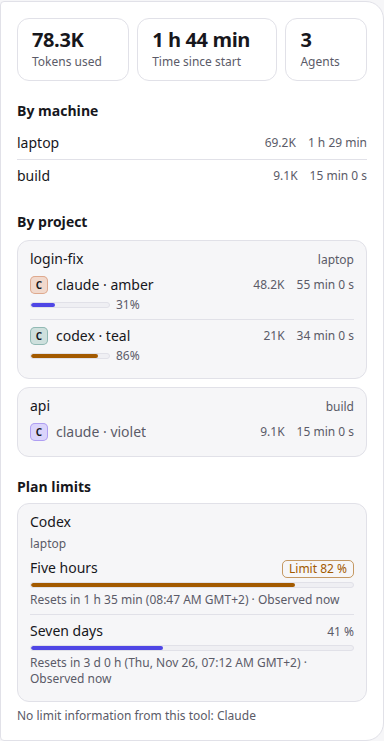 78.3K
Tokens used
1 h 44 min
Time since start
3
Agents
By machine
laptop 69.2K 1 h 29 min
build 9.1K 15 min 0 s
By project
login-fix laptop
C claude · amber 48.2K 55 min 0 s
31%
C codex · teal 21K 34 min 0 s
86%
api build
C claude · violet 9.1K 15 min 0 s
Plan limits
Codex
laptop
Five hours Limit 82 %
Resets in 1 h 35 min (08:47 AM GMT+2) · Observed now
Seven days 41 %
Resets in 3 d 0 h (Thu, Nov 26, 07:12 AM GMT+2) ·
Observed now
No limit information from this tool: Claude